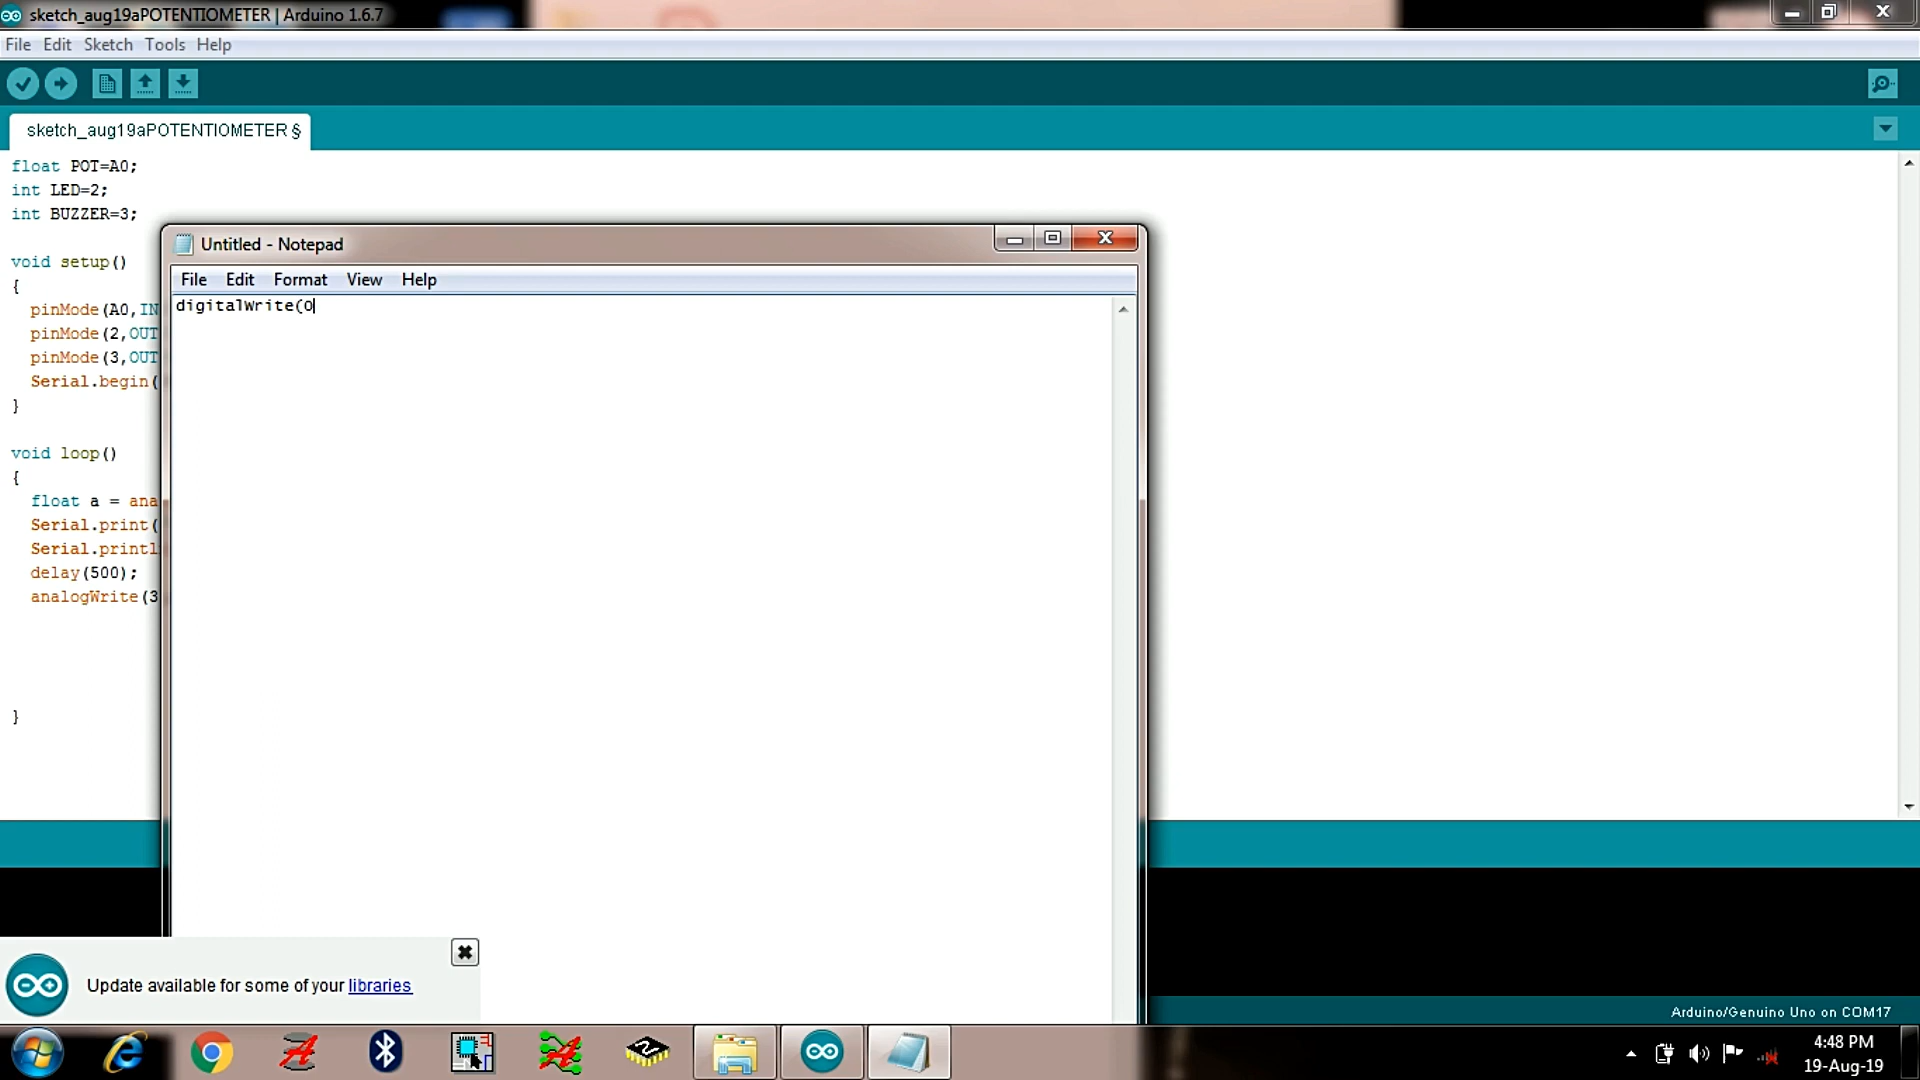 sketch_aug19aPOTENTIOMETER | Arduino 1.6.7
File Edit Sketch Tools Help
sketch_aug19aPOTENTIOMETER §
float POT=A0;
int LED=2;
int BUZZER=3;
void setup()
{
pinMode(A0,IN
pinMode(2,OUT
pinMode(3,OUT
Serial.begin(
}
void loop()
{
float a = ana
Serial.print(
Serial.printl
delay(500);
analogWrite(3
}
Untitled - Notepad
File Edit Format View Help
digitalWrite(0
Update available for some of your libraries
Arduino/Genuino Uno on COM17
4:48 PM
19-Aug-19